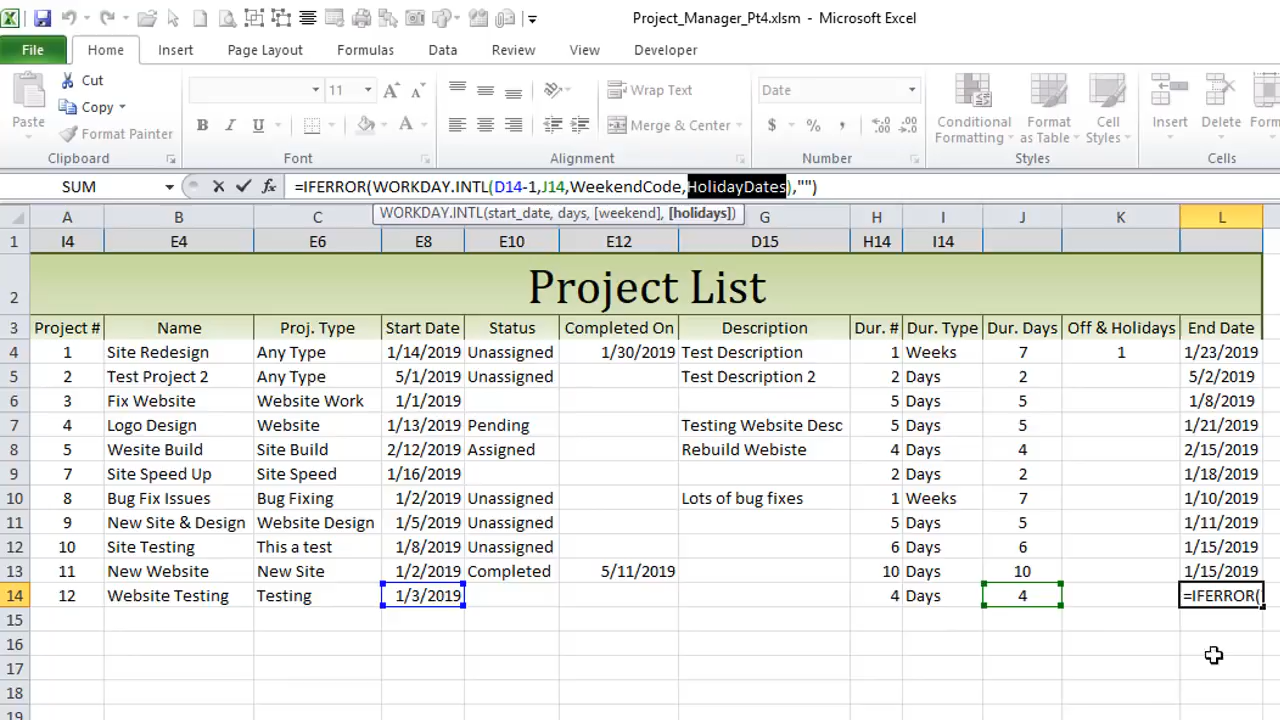 Project_Manager_Pt4.xlsm - Microsoft Excel
File Home Insert Page Layout Formulas Data Review View Developer
Paste
Cut
Copy
Format Painter
Clipboard
11
A A
B I U A
Font
Wrap Text
Merge & Center
Alignment
Date
$ % ,
Number
Conditional Formatting
Format as Table
Cell Styles
Styles
Insert Delete Form
Cells
SUM fx =IFERROR(WORKDAY.INTL(D14-1,J14,WeekendCode,HolidayDates),"")
WORKDAY.INTL(start_date, days, [weekend], [holidays])
A B C G H I J K L
1 I4 E4 E6 E8 E10 E12 D15 H14 I14
2 Project List
3 Project # Name Proj. Type Start Date Status Completed On Description Dur. # Dur. Type Dur. Days Off & Holidays End Date
4 1 Site Redesign Any Type 1/14/2019 Unassigned 1/30/2019 Test Description 1 Weeks 7 1 1/23/2019
5 2 Test Project 2 Any Type 5/1/2019 Unassigned Test Description 2 2 Days 2 5/2/2019
6 3 Fix Website Website Work 1/1/2019 5 Days 5 1/8/2019
7 4 Logo Design Website 1/13/2019 Pending Testing Website Desc 5 Days 5 1/21/2019
8 5 Wesite Build Site Build 2/12/2019 Assigned Rebuild Webiste 4 Days 4 2/15/2019
9 7 Site Speed Up Site Speed 1/16/2019 2 Days 2 1/18/2019
10 8 Bug Fix Issues Bug Fixing 1/2/2019 Unassigned Lots of bug fixes 1 Weeks 7 1/10/2019
11 9 New Site & Design Website Design 1/5/2019 Unassigned 5 Days 5 1/11/2019
12 10 Site Testing This a test 1/8/2019 Unassigned 6 Days 6 1/15/2019
13 11 New Website New Site 1/2/2019 Completed 5/11/2019 10 Days 10 1/15/2019
14 12 Website Testing Testing 1/3/2019 4 Days 4 =IFERROR(
15
16
17
18
19